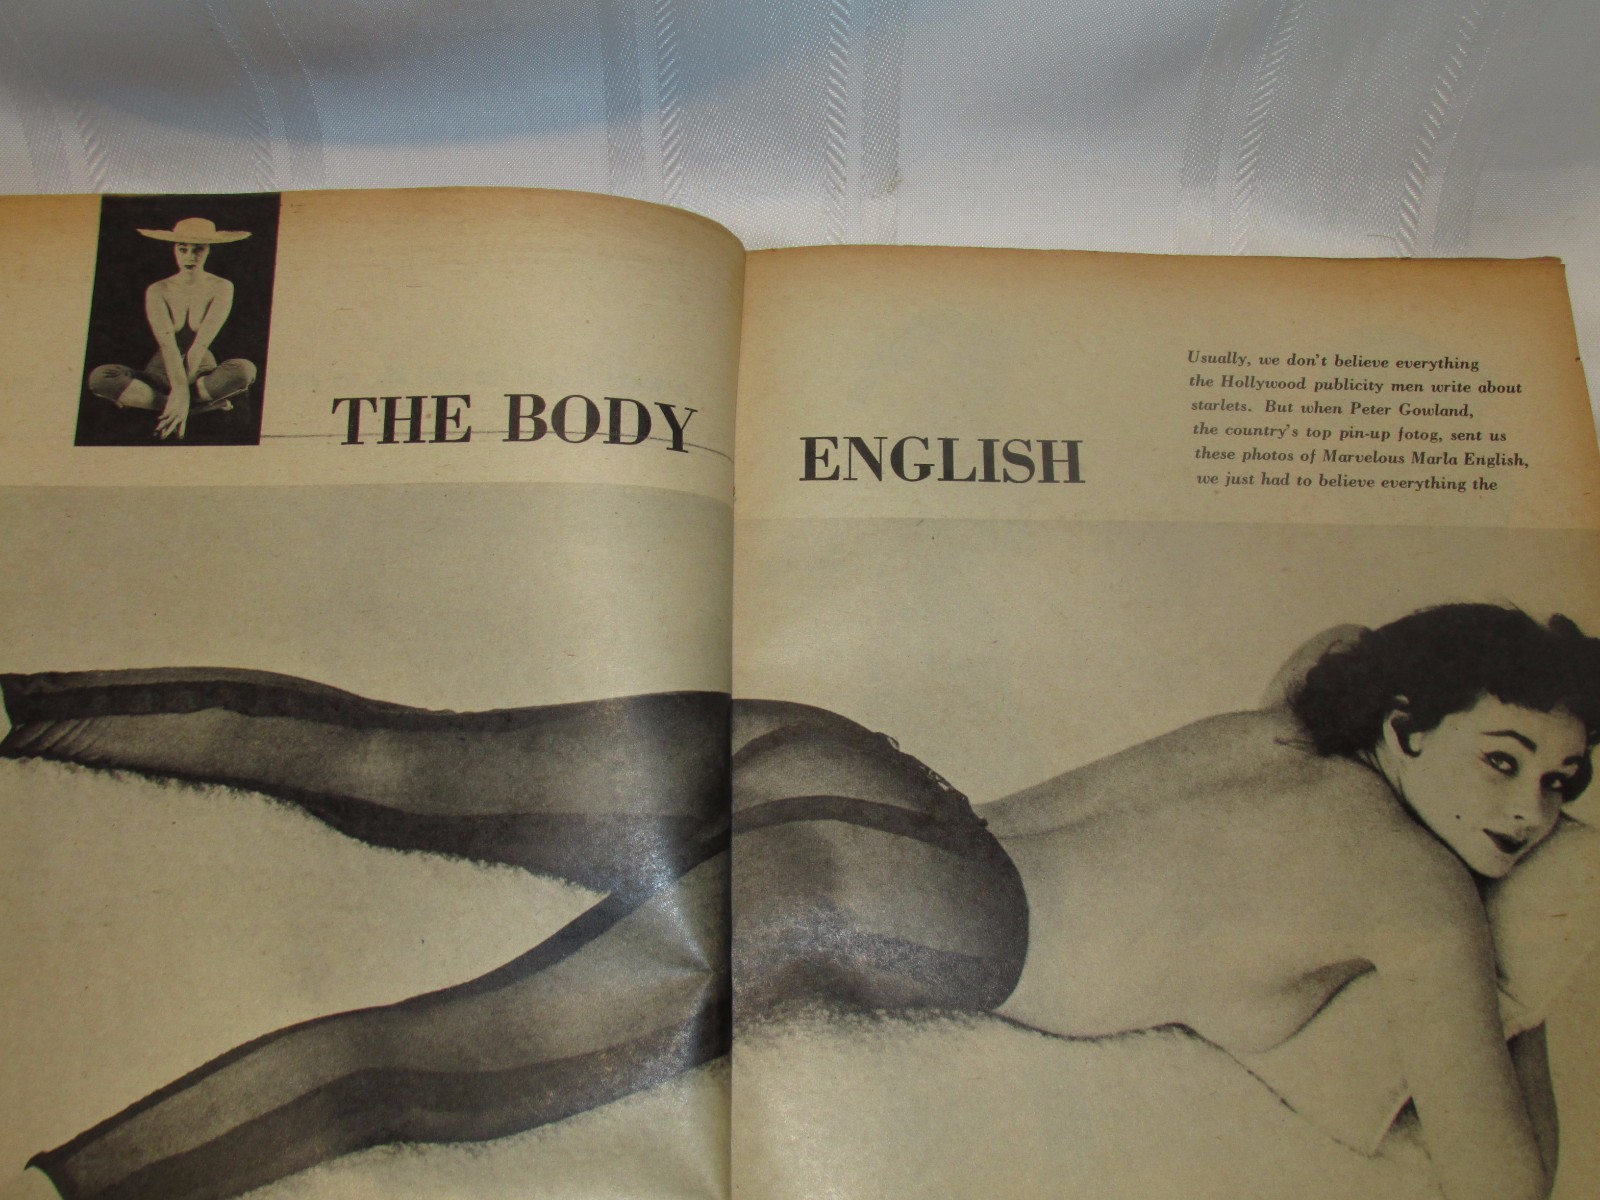 THE BODY
ENGLISH
Usually, we don't believe everything
the Hollywood publicity men write about
starlets. But when Peter Gowland,
the country's top pin-up fotog, sent us
these photos of Marvelous Marla English,
we just had to believe everything the